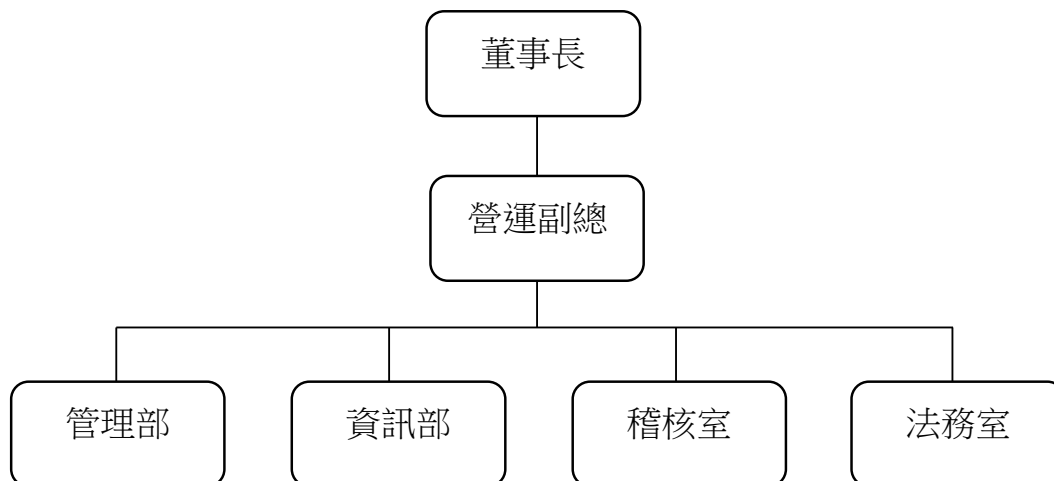 董事長
營運副總
管理部
資訊部
稽核室
法務室